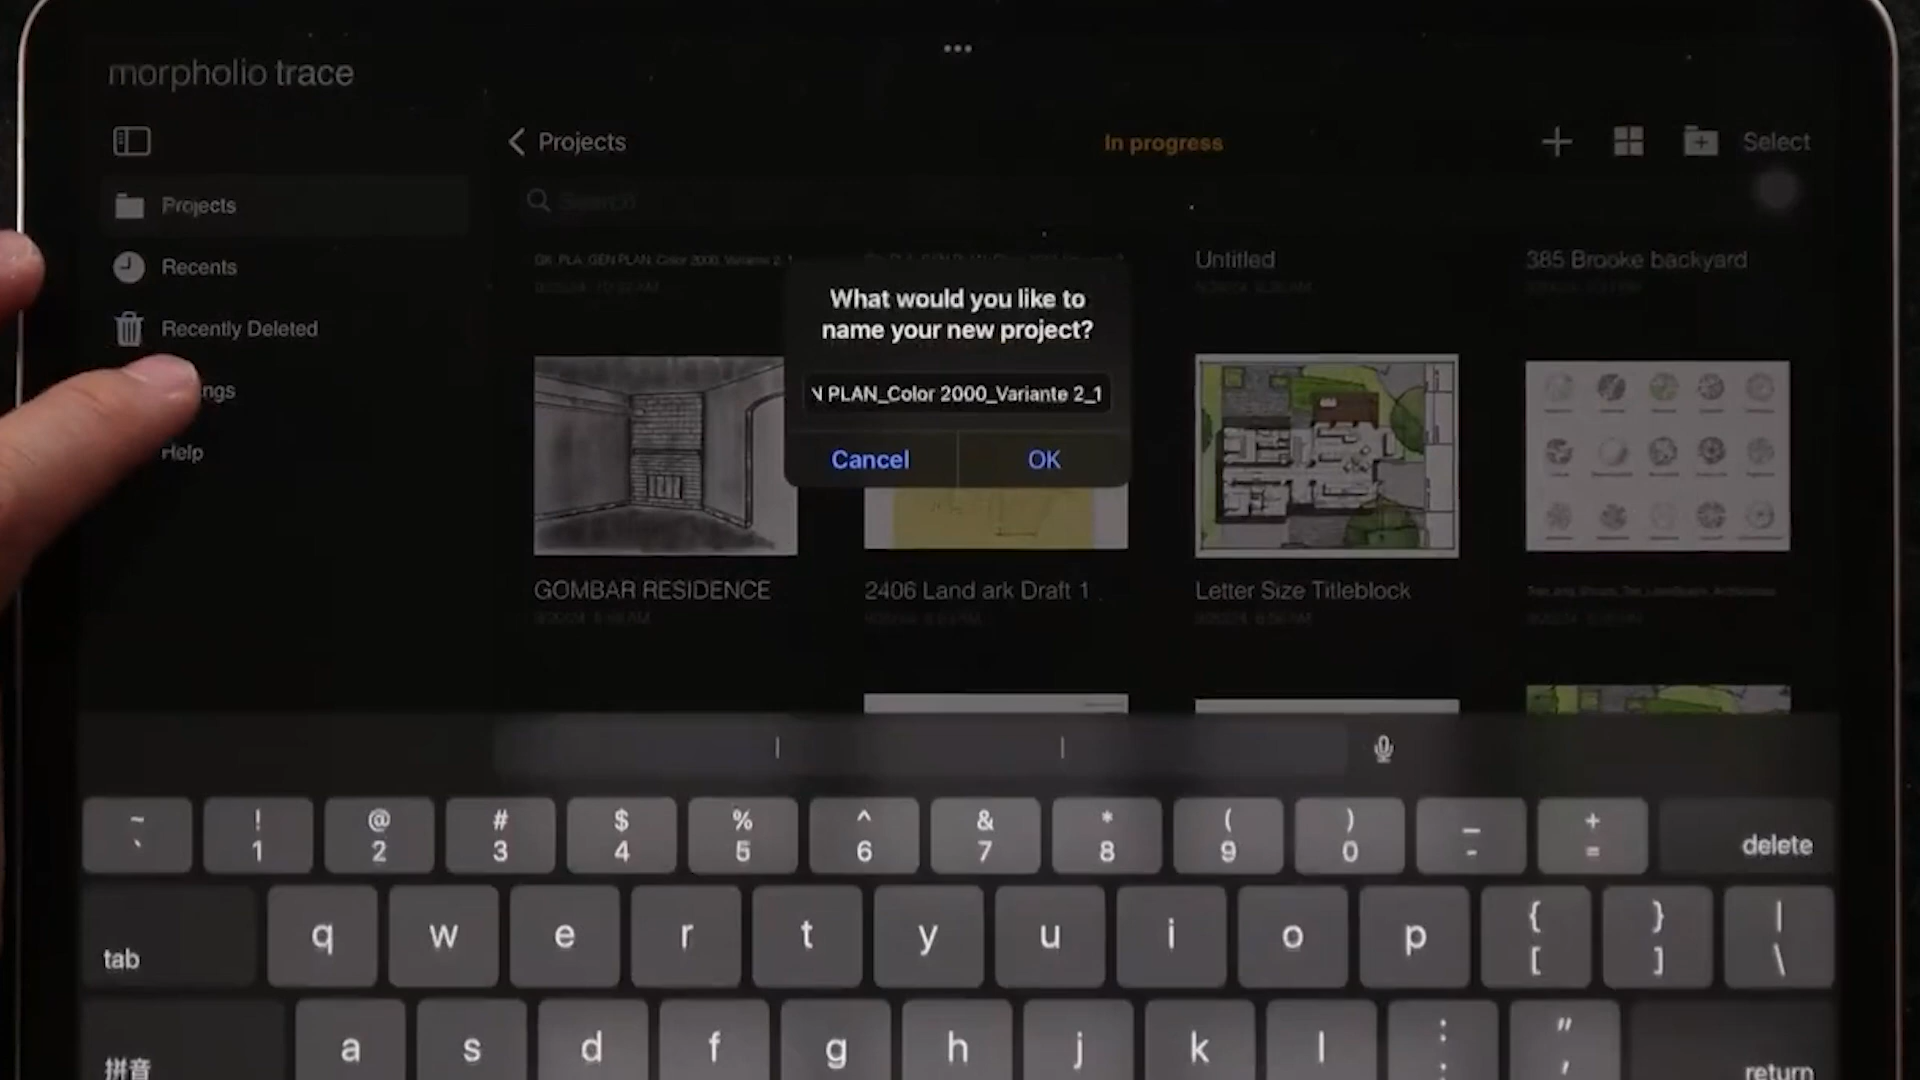 morpholio trace
Projects
In progress
Select
Projects
Recents
Recently Deleted
ngs
Help
Untitled
385 Brooke backyard
What would you like to
name your new project?
PLAN_Color 2000_Variante 2_1
Cancel
OK
GOMBAR RESIDENCE
2406 Land ark Draft 1
Letter Size Titleblock
~ ! @ # $ % ^ & * ( ) _ +
` 1 2 3 4 5 6 7 8 9 0 - =
delete
tab
q w e r t y u i o p { } |
[ ] \
a s d f g h j k l : "
; '
拼音
return